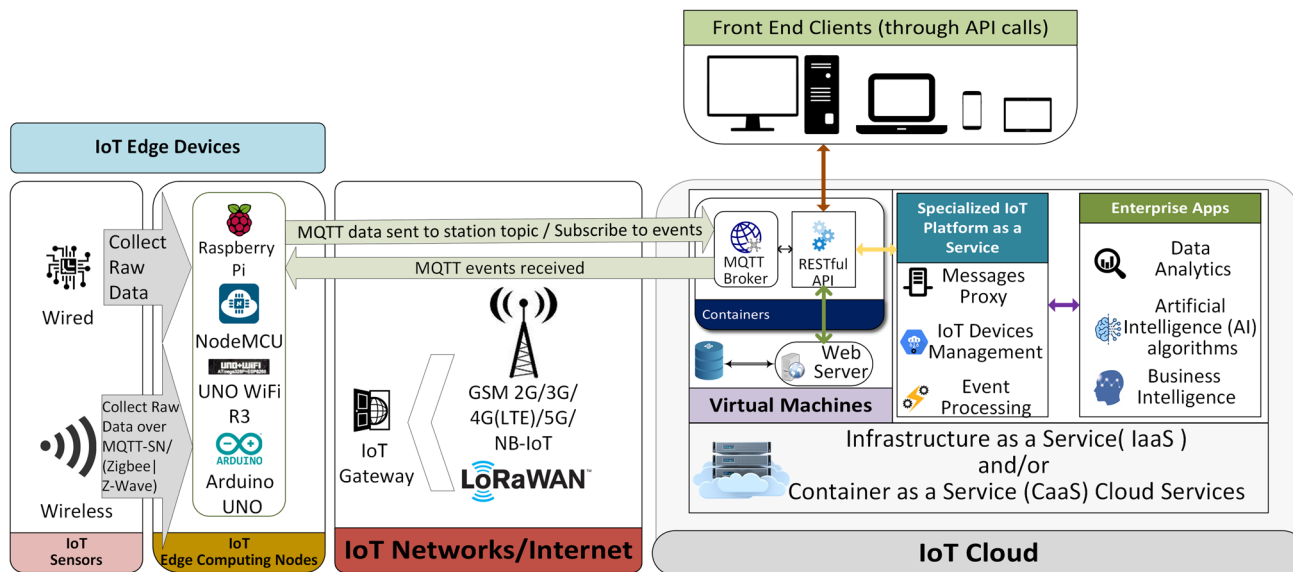 Front End Clients (through API calls)
IoT Edge Devices
Wired
Wireless
IoT
Sensors
Collect
Raw
Data
Collect Raw
Data over
MQTT-SN/
(Zigbee|
Z-Wave)
Raspberry
Pi
NodeMCU
UNO+WiFi
ATmega328P+ESP8266
UNO WiFi
R3
ARDUINO
Arduino
UNO
IoT
Edge Computing Nodes
MQTT data sent to station topic / Subscribe to events
MQTT events received
IoT
Gateway
GSM 2G/3G/
4G(LTE)/5G/
NB-IoT
LoRaWAN™
IoT Networks/Internet
MQTT
Broker
RESTful
API
Containers
Web
Server
Virtual Machines
Specialized IoT
Platform as a
Service
Messages
Proxy
IoT Devices
Management
Event
Processing
Enterprise Apps
Data
Analytics
Artificial
Intelligence (AI)
algorithms
Business
Intelligence
Infrastructure as a Service( IaaS )
and/or
Container as a Service (CaaS) Cloud Services
IoT Cloud